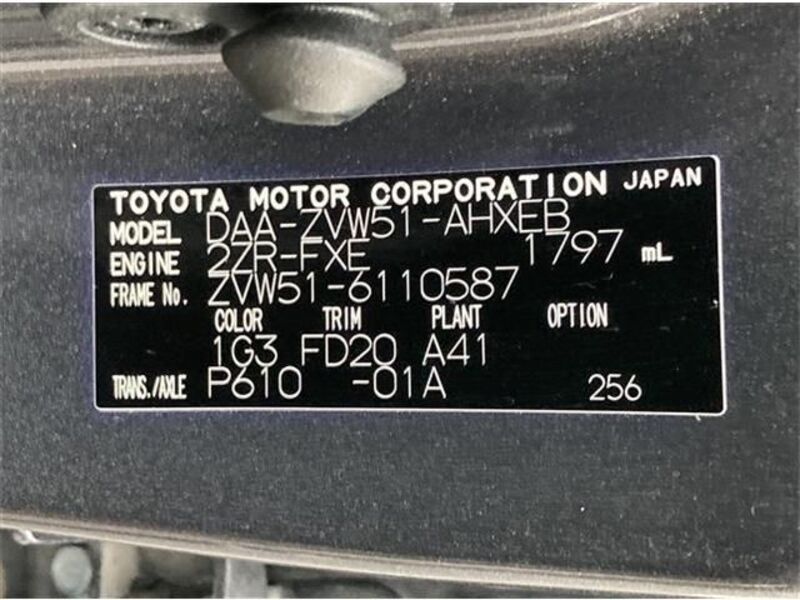 TOYOTA MOTOR CORPORATION JAPAN
MODEL DAA-ZVW51-AHXEB
ENGINE 2ZR-FXE 1797 mL
FRAME No. ZVW51-6110587
COLOR TRIM PLANT OPTION
1G3 FD20 A41
TRANS./AXLE P610 -01A 256